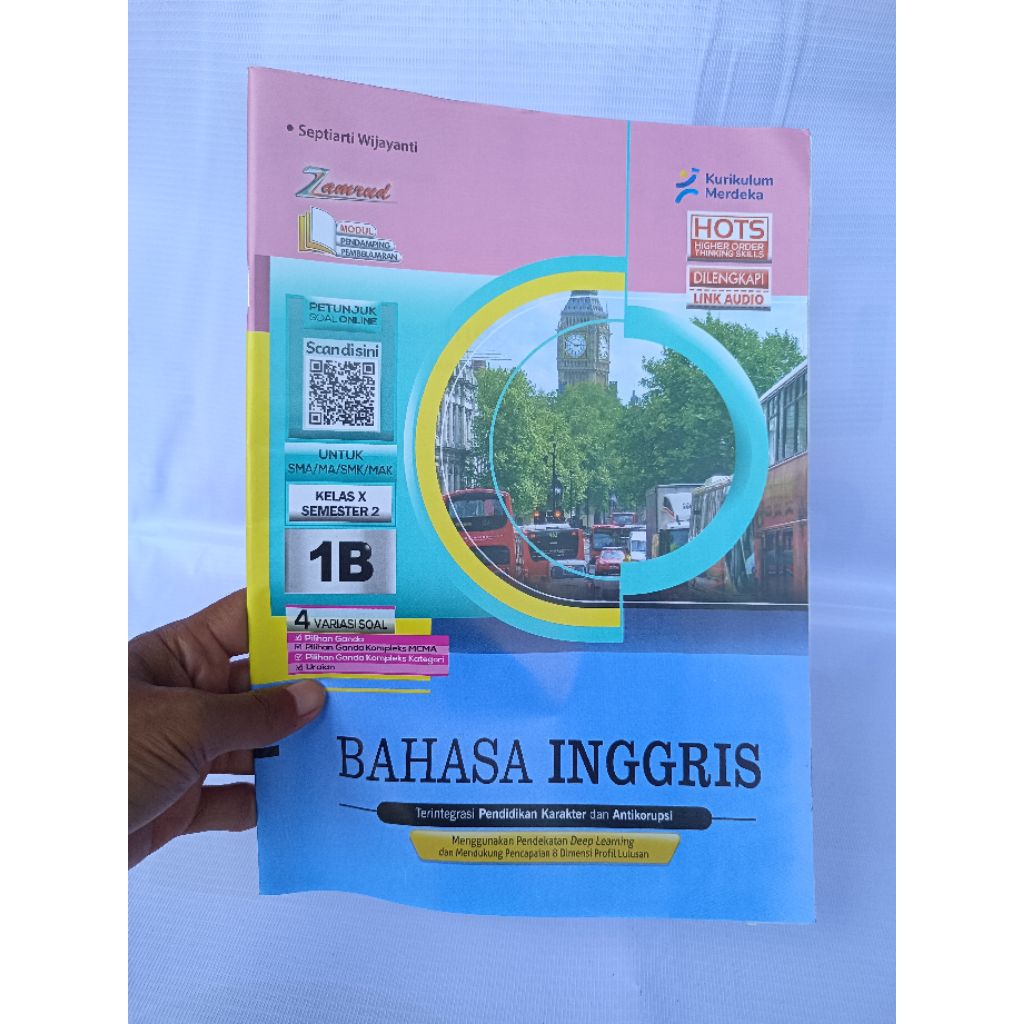 • Septiarti Wijayanti
Zamrud
MODUL
PENDAMPING
PEMBELAJARAN
Kurikulum
Merdeka
HOTS
HIGHER ORDER
THINKING SKILLS
DILENGKAPI
LINK AUDIO
PETUNJUK
SOAL ONLINE
Scan disini
UNTUK
SMA/MA/SMK/MAK
KELAS X
SEMESTER 2
1B
4 VARIASI SOAL
Pilihan Ganda
Pilihan Ganda Kompleks MCMA
Pilihan Ganda Kompleks Kategori
Uraian
BAHASA INGGRIS
Terintegrasi Pendidikan Karakter dan Antikorupsi
Menggunakan Pendekatan Deep Learning
dan Mendukung Pencapaian 8 Dimensi Profil Lulusan